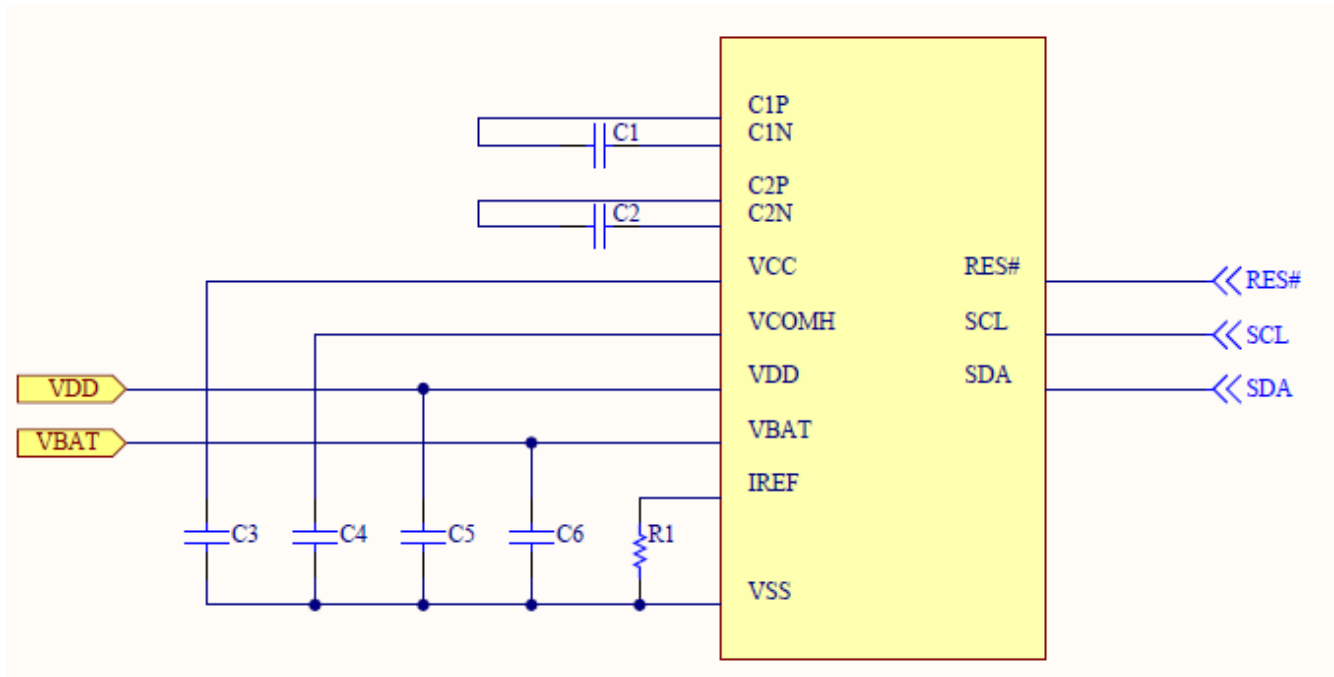 C1P
C1N
C1
C2P
C2N
C2
VCC
RES#
RES#
VCOMH
SCL
SCL
VDD
VDD
SDA
SDA
VBAT
VBAT
IREF
C3
C4
C5
C6
R1
VSS